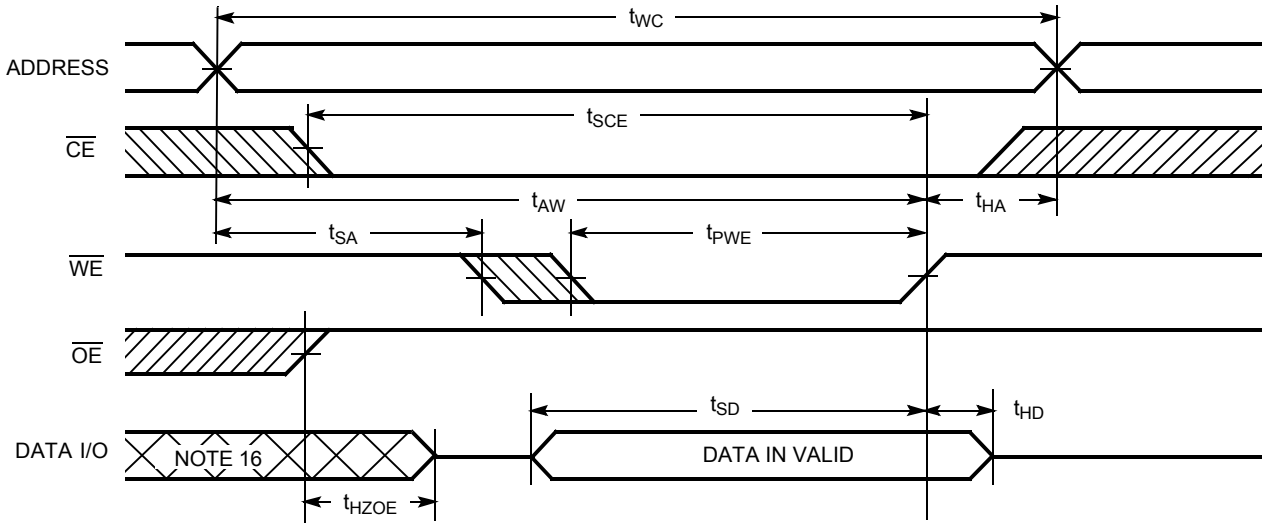 tWC
ADDRESS
tSCE
CE
tAW
tHA
tSA
tPWE
WE
OE
tSD
tHD
DATA I/O
NOTE 16
DATA IN VALID
tHZOE